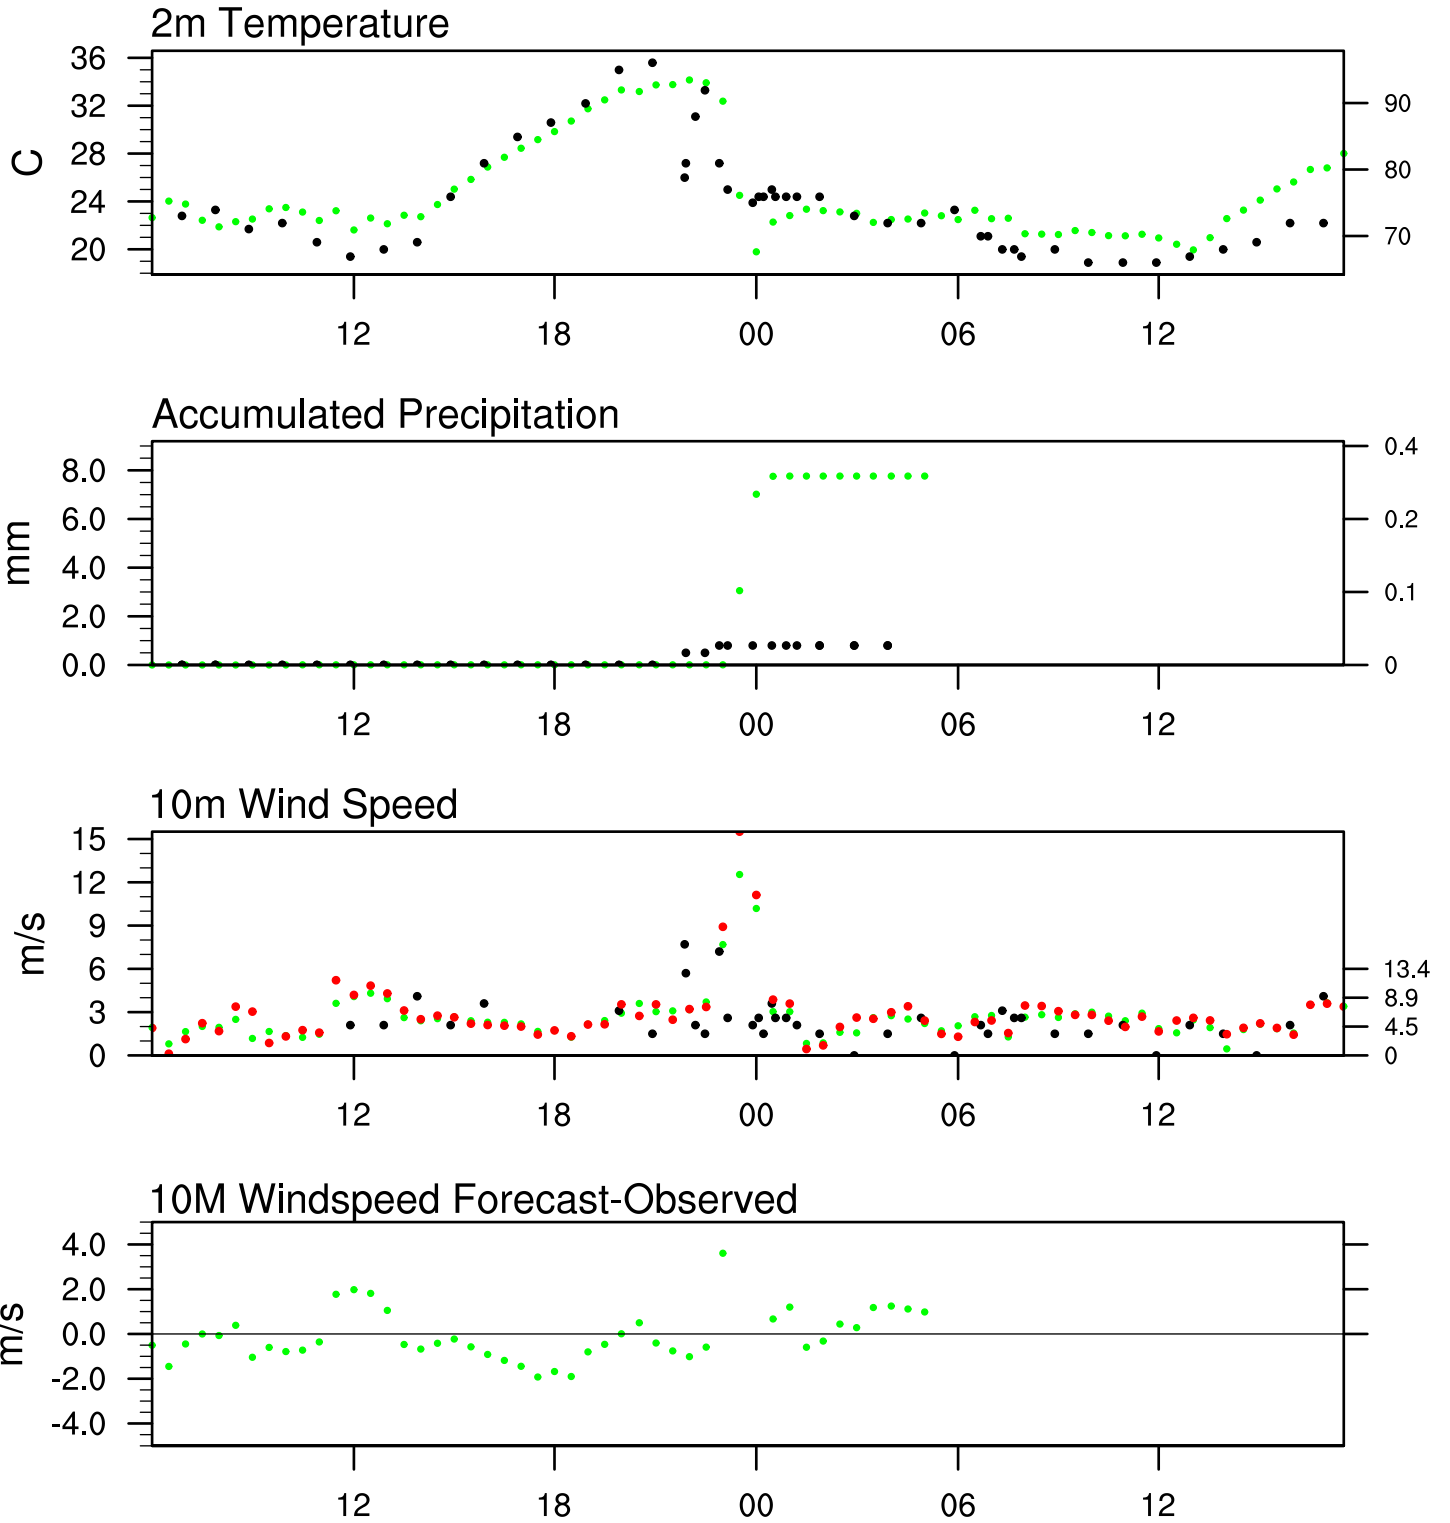 2m Temperature
36
32
28
24
20
C
90
80
70
12 18 00 06 12
Accumulated Precipitation
8.0
6.0
4.0
2.0
0.0
mm
0.4
0.2
0.1
0
12 18 00 06 12
10m Wind Speed
15
12
9
6
3
0
m/s
13.4
8.9
4.5
0
12 18 00 06 12
10M Windspeed Forecast-Observed
4.0
2.0
0.0
-2.0
-4.0
m/s
12 18 00 06 12